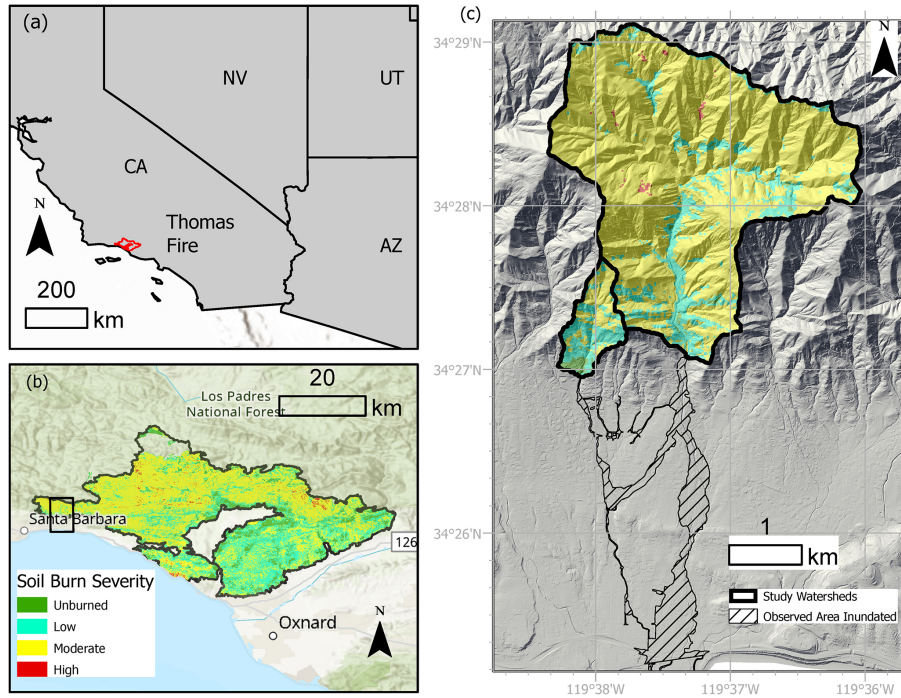 (a)
NV
UT
CA
N
Thomas
Fire
AZ
200
km
(b)
20
km
Los Padres
National Forest
Santa Barbara
126
Soil Burn Severity
Unburned
Low
Moderate
High
Oxnard
N
(c)
N
34°29'N
34°28'N
34°27'N
34°26'N
1
km
Study Watersheds
Observed Area Inundated
119°38'W
119°37'W
119°36'W